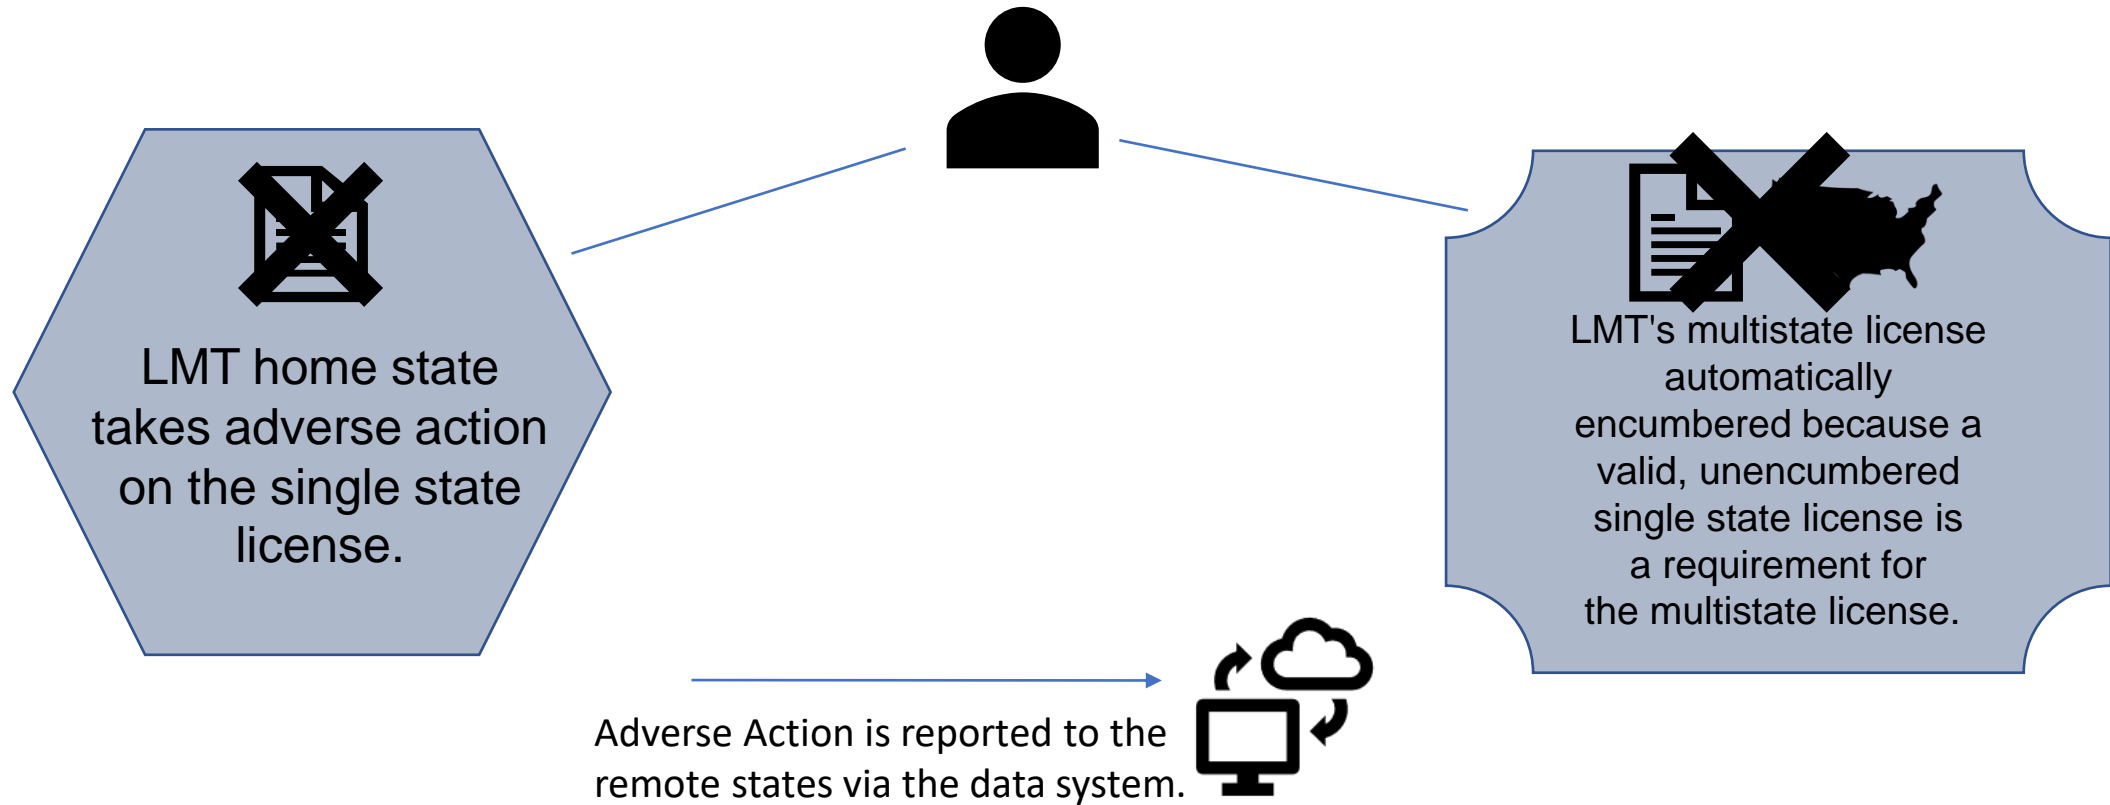 LMT home state
takes adverse action
on the single state
license.
LMT's multistate license
automatically
encumbered because a
valid, unencumbered
single state license is
a requirement for
the multistate license.
Adverse Action is reported to the
remote states via the data system.